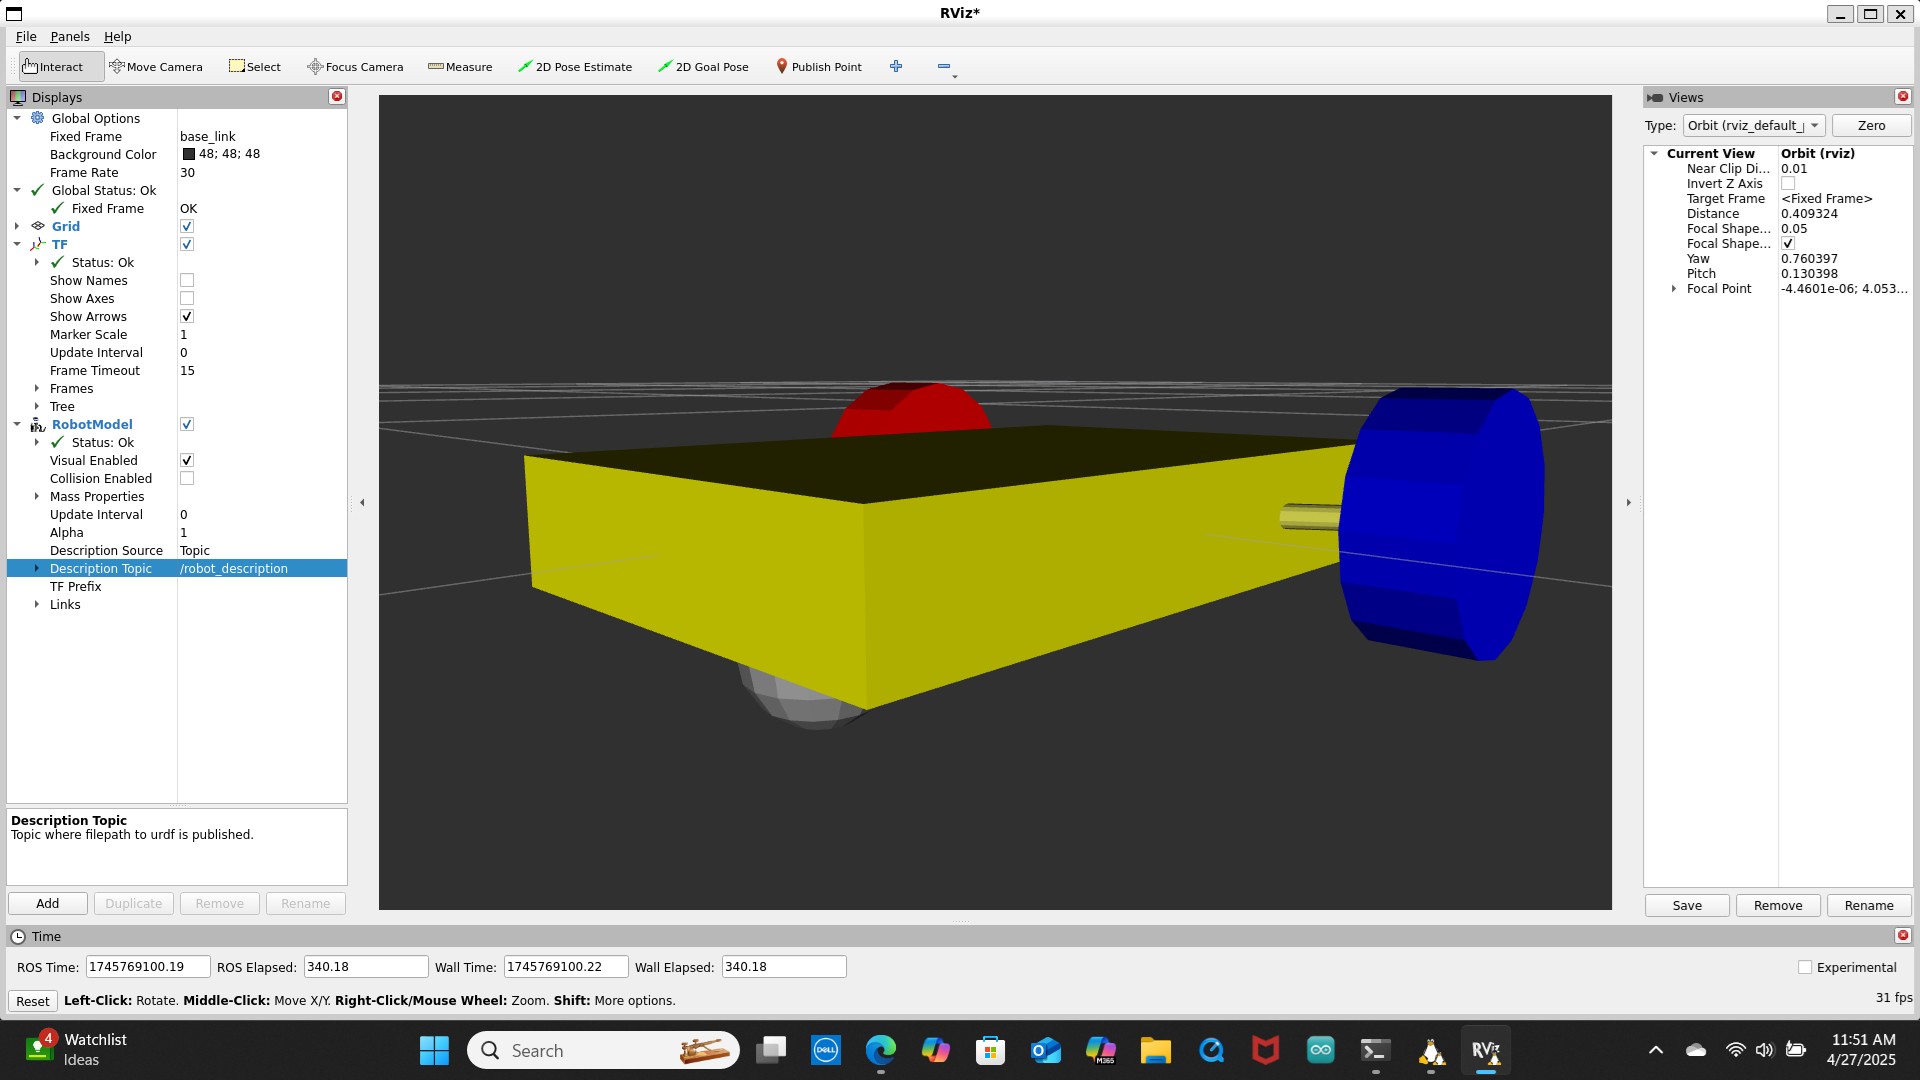 RViz*
File Panels Help
Interact Move Camera Select Focus Camera Measure 2D Pose Estimate 2D Goal Pose Publish Point
Displays
Global Options
Fixed Frame base_link
Background Color 48; 48; 48
Frame Rate 30
Global Status: Ok
Fixed Frame OK
Grid
TF
Status: Ok
Show Names
Show Axes
Show Arrows
Marker Scale 1
Update Interval 0
Frame Timeout 15
Frames
Tree
RobotModel
Status: Ok
Visual Enabled
Collision Enabled
Mass Properties
Update Interval 0
Alpha 1
Description Source Topic
Description Topic /robot_description
TF Prefix
Links
Description Topic
Topic where filepath to urdf is published.
Add Duplicate Remove Rename
Views
Type: Orbit (rviz_default_ Zero
Current View Orbit (rviz)
Near Clip Di... 0.01
Invert Z Axis
Target Frame <Fixed Frame>
Distance 0.409324
Focal Shape... 0.05
Focal Shape...
Yaw 0.760397
Pitch 0.130398
Focal Point -4.4601e-06; 4.053...
Save Remove Rename
Time
ROS Time: 1745769100.19 ROS Elapsed: 340.18 Wall Time: 1745769100.22 Wall Elapsed: 340.18 Experimental
Reset Left-Click: Rotate. Middle-Click: Move X/Y. Right-Click/Mouse Wheel: Zoom. Shift: More options. 31 fps
4 Watchlist
Ideas
Search
DELL
M365
RViz
11:51 AM
4/27/2025